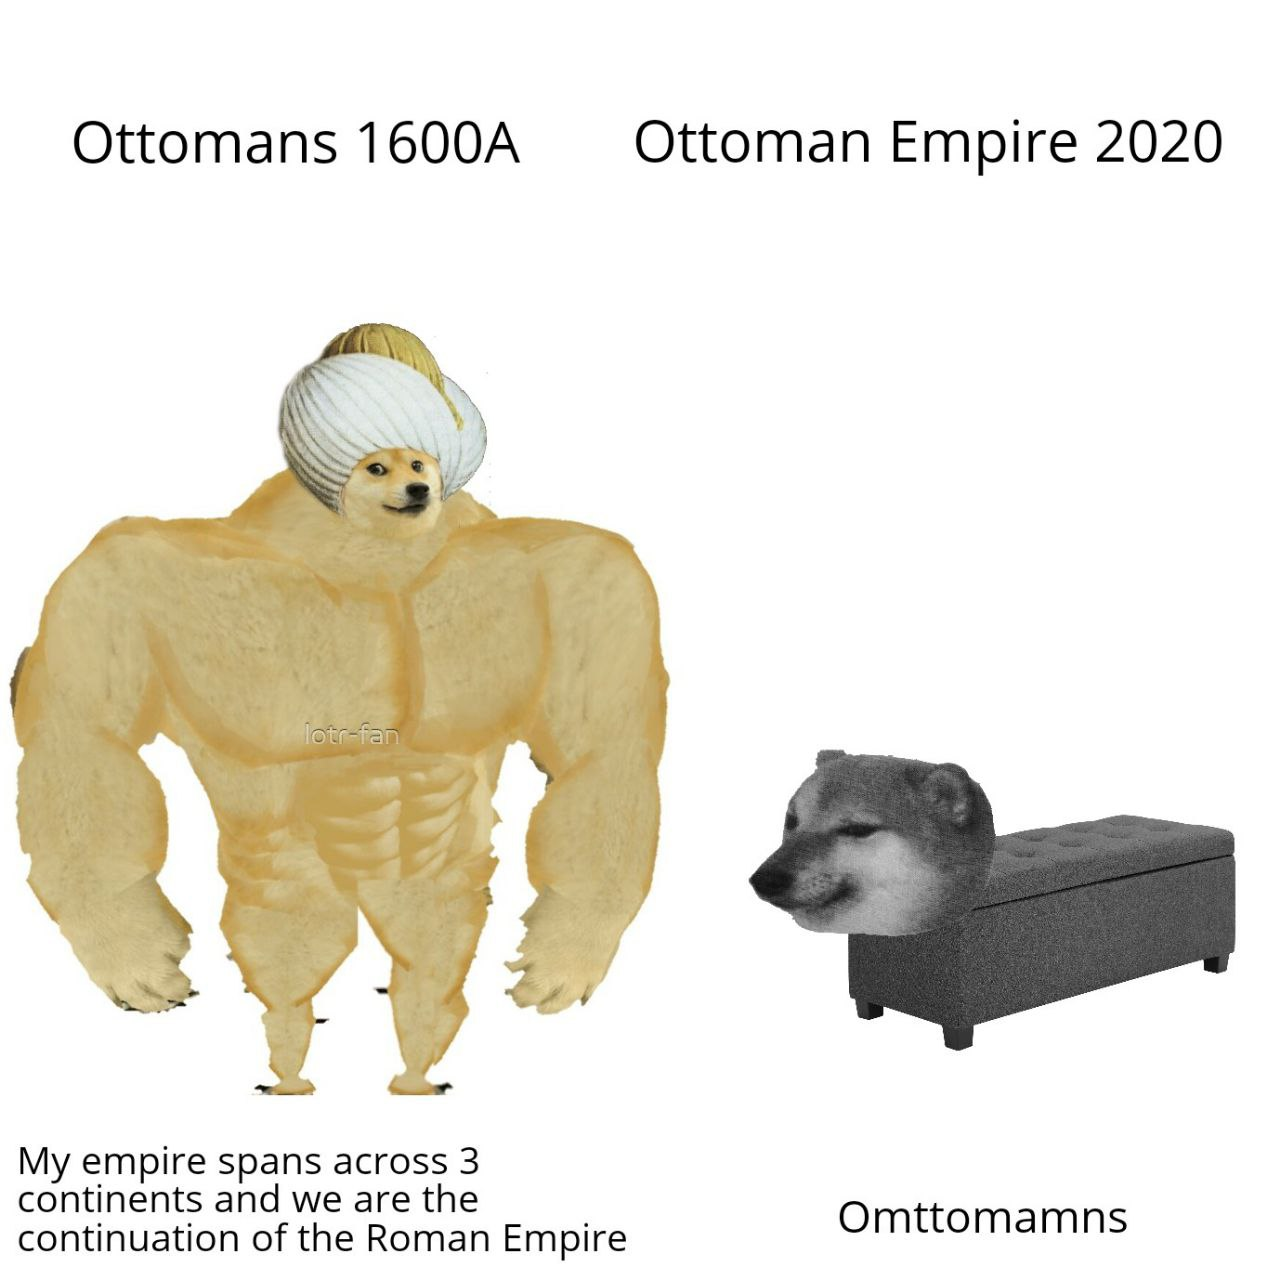 Ottomans 1600A
Ottoman Empire 2020
lotr-fan
My empire spans across 3
continents and we are the
continuation of the Roman Empire
Omttomamns